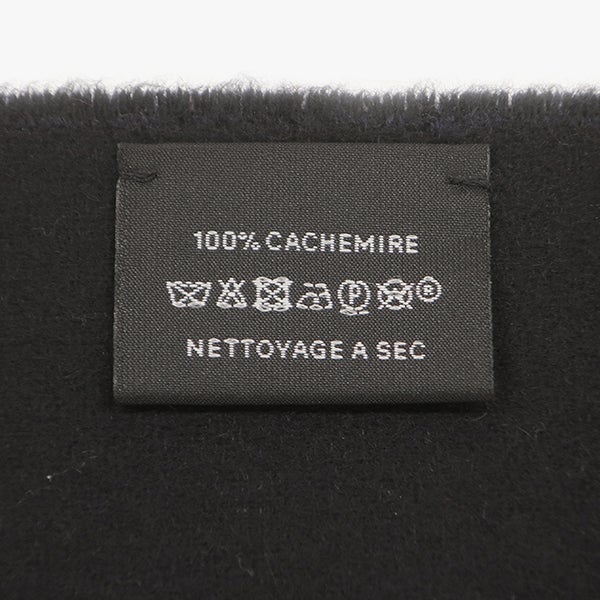 100% CACHEMIRE
P ®
NETTOYAGE A SEC